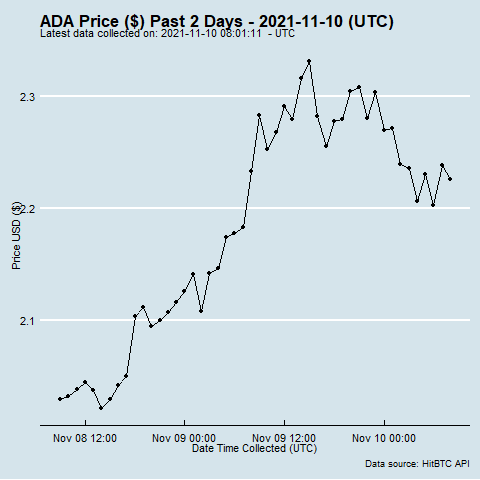 ADA Price ($) Past 2 Days - 2021-11-10 (UTC)
Latest data collected on: 2021-11-10 08:01:11  - UTC
2.3
2.2
2.1
Price USD ($)
Nov 08 12:00 Nov 09 00:00 Nov 09 12:00 Nov 10 00:00
Date Time Collected (UTC)
Data source: HitBTC API